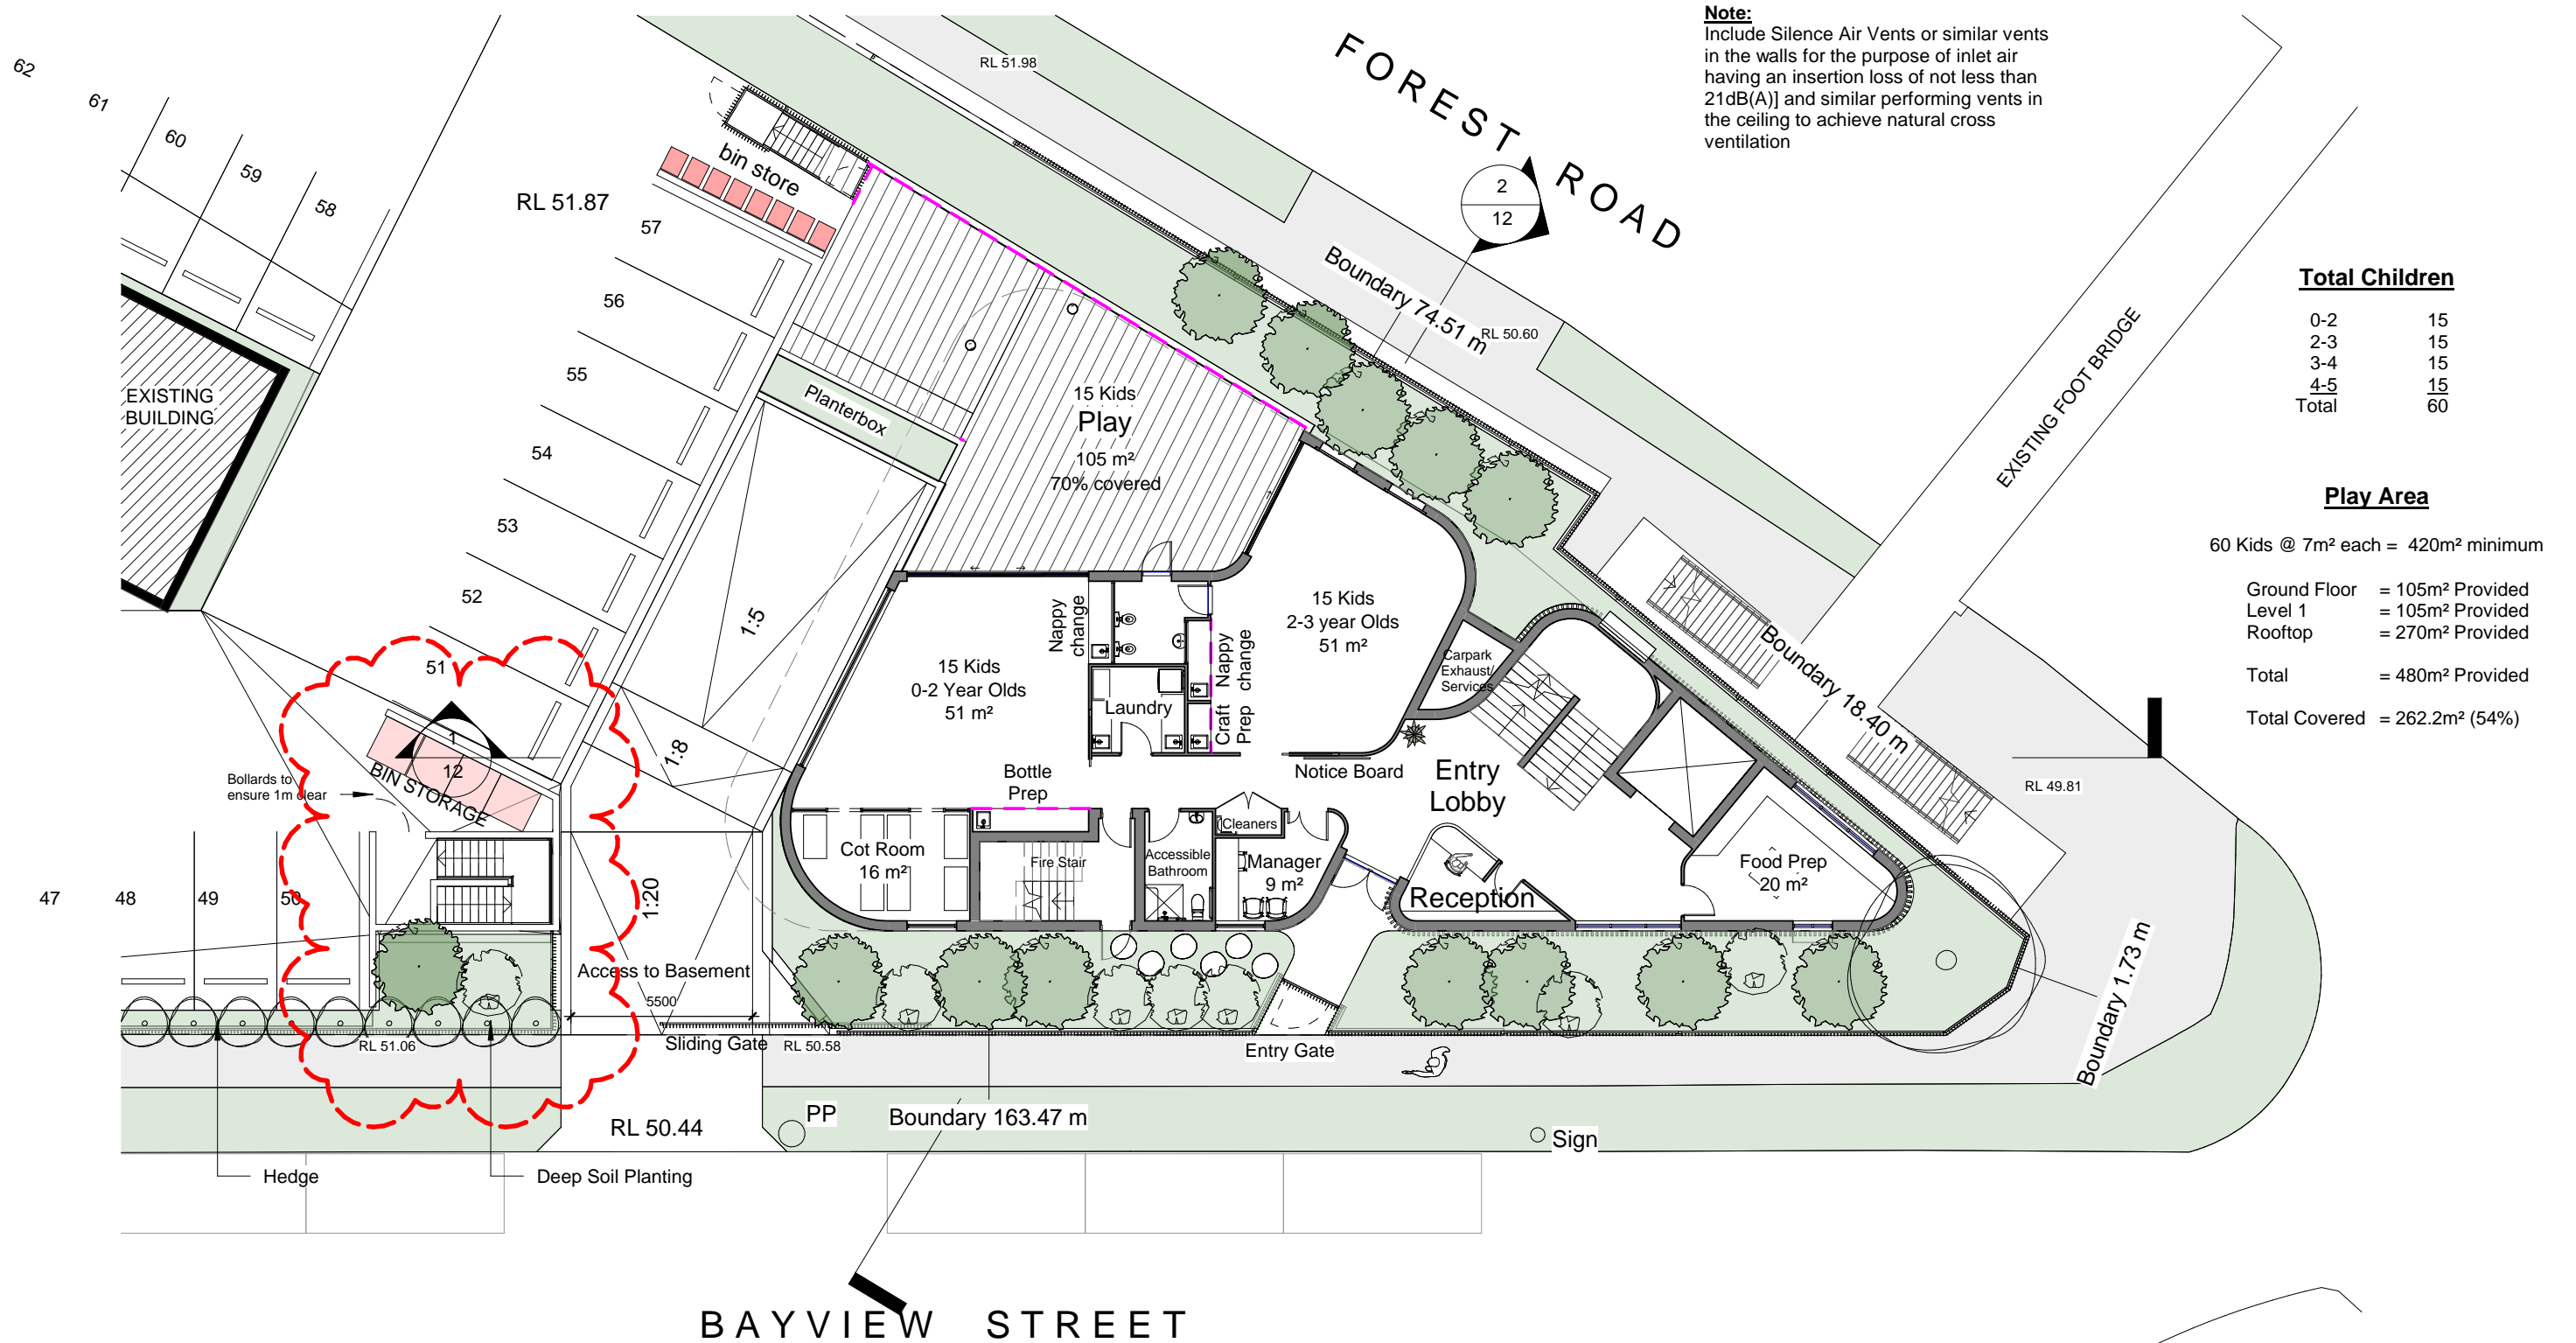 Note:
Include Silence Air Vents or similar vents
in the walls for the purpose of inlet air
having an insertion loss of not less than
21dB(A)] and similar performing vents in
the ceiling to achieve natural cross
ventilation
FOREST ROAD
RL 51.98
2
12
62
61
60
59
58
bin store
RL 51.87
57
56
55
54
53
52
51
Boundary 74.51 m
RL 50.60
EXISTING FOOT BRIDGE
Total Children
0-2 15
2-3 15
3-4 15
4-5 15
Total 60
Play Area
60 Kids @ 7m² each = 420m² minimum
Ground Floor = 105m² Provided
Level 1 = 105m² Provided
Rooftop = 270m² Provided
Total = 480m² Provided
Total Covered = 262.2m² (54%)
EXISTING
BUILDING
Planterbox
15 Kids
Play
105 m²
70% covered
1:5
1:8
1:20
Nappy
change
15 Kids
0-2 Year Olds
51 m²
Laundry
Nappy
change
Craft
Prep
15 Kids
2-3 year Olds
51 m²
Carpark
Exhaust/
Services
Boundary 18.40 m
RL 49.81
1
12
BIN STORAGE
Bollards to
ensure 1m clear
Bottle
Prep
Notice Board
Entry
Lobby
Cot Room
16 m²
Fire Stair
Accessible
Bathroom
Cleaners
Manager
9 m²
Reception
Food Prep
20 m²
47
48
49
50
Access to Basement
5500
Sliding Gate
RL 51.06
RL 50.58
Entry Gate
Boundary 1.73 m
RL 50.44
PP
Boundary 163.47 m
Sign
Hedge
Deep Soil Planting
BAYVIEW STREET